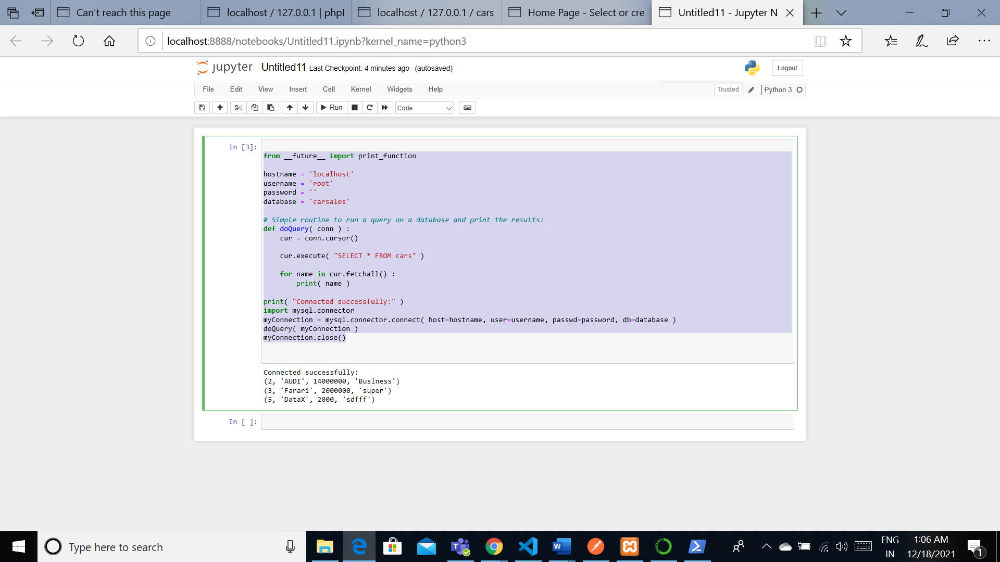 Can't reach this page
localhost / 127.0.0.1 | phpl
localhost / 127.0.0.1 / cars
Home Page - Select or cre
Untitled11 - Jupyter N
localhost:8888/notebooks/Untitled11.ipynb?kernel_name=python3
jupyter Untitled11 Last Checkpoint: 4 minutes ago (autosaved)
Logout
File Edit View Insert Cell Kernel Widgets Help
Trusted
Python 3
Run
Code
In [3]:
from __future__ import print_function
hostname = 'localhost'
username = 'root'
password = ''
database = 'carsales'
# Simple routine to run a query on a database and print the results:
def doQuery( conn ) :
    cur = conn.cursor()
    cur.execute( "SELECT * FROM cars" )
    for name in cur.fetchall() :
        print( name )
print( "Connected successfully:" )
import mysql.connector
myConnection = mysql.connector.connect( host=hostname, user=username, passwd=password, db=database )
doQuery( myConnection )
myConnection.close()
Connected successfully:
(2, 'AUDI', 14000000, 'Business')
(3, 'Farari', 2000000, 'super')
(5, 'DataX', 2000, 'sdfff')
In [ ]:
Type here to search
ENG
IN
1:06 AM
12/18/2021
1